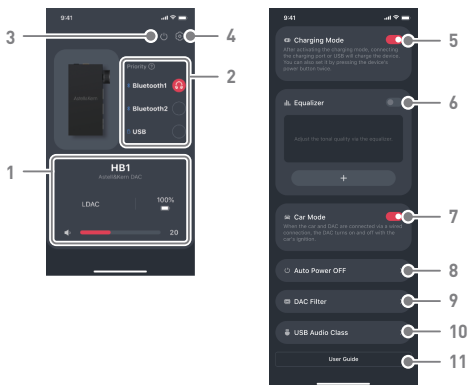 9:41
3
4
Priority
2
Bluetooth1
Bluetooth2
USB
1
HB1
Astell&Kern DAC
LDAC
100%
20
9:41
Charging Mode
5
After activating the charging mode, connecting
the charging port or USB will charge the device.
You can also set it by pressing the device's
power button twice.
Equalizer
6
Adjust the tonal quality via the equalizer.
+
Car Mode
7
When the car and DAC are connected via a wired
connection, the DAC turns on and off with the
car's ignition.
Auto Power OFF
8
DAC Filter
9
USB Audio Class
10
User Guide
11